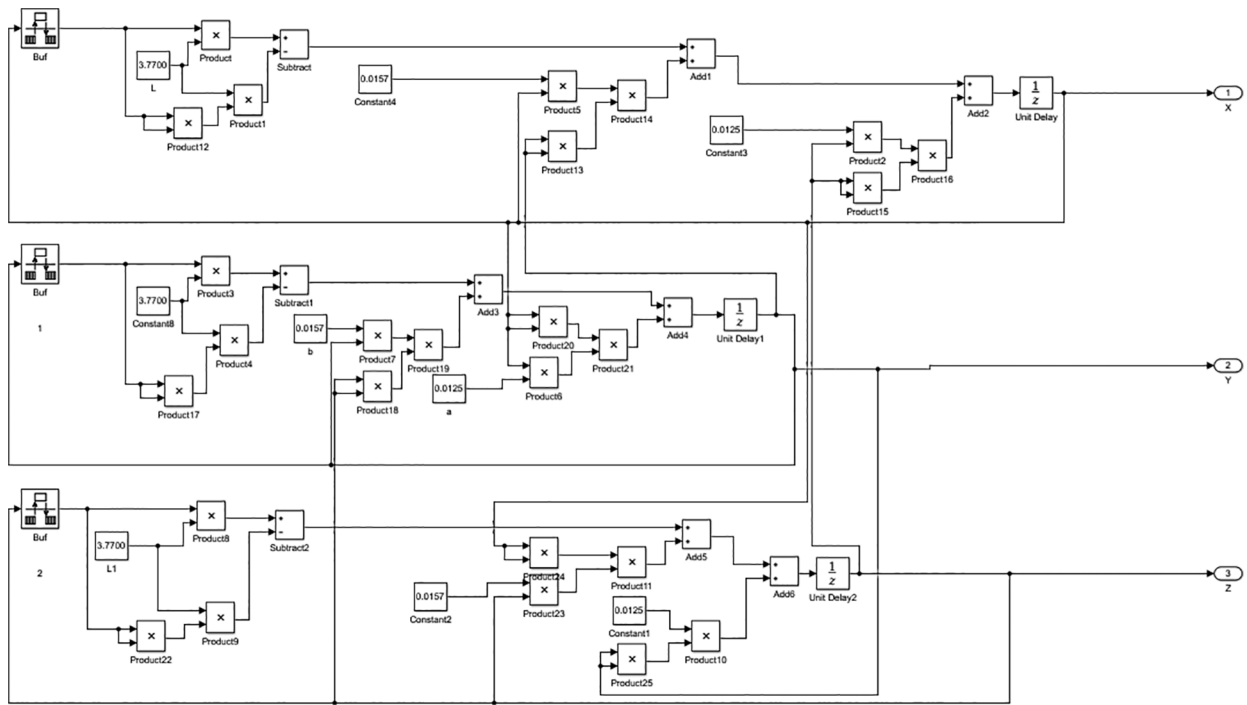 Buf
Product
3.7700
L
Product1
Product12
Subtract
0.0157
Constant4
Product5
Product14
Product13
Add1
0.0125
Constant3
Product2
Product16
Product15
Add2
1
z
Unit Delay
1
X
Buf
1
Product3
3.7700
Constant8
Product4
Product17
Subtract1
0.0157
b
Product7
Product19
Product18
Add3
0.0125
a
Product20
Product21
Product6
Add4
1
z
Unit Delay1
2
Y
Buf
2
Product8
3.7700
L1
Product9
Product22
Subtract2
0.0157
Constant2
Product24
Product23
Product11
Add5
0.0125
Constant1
Product10
Product25
Add6
1
z
Unit Delay2
3
Z